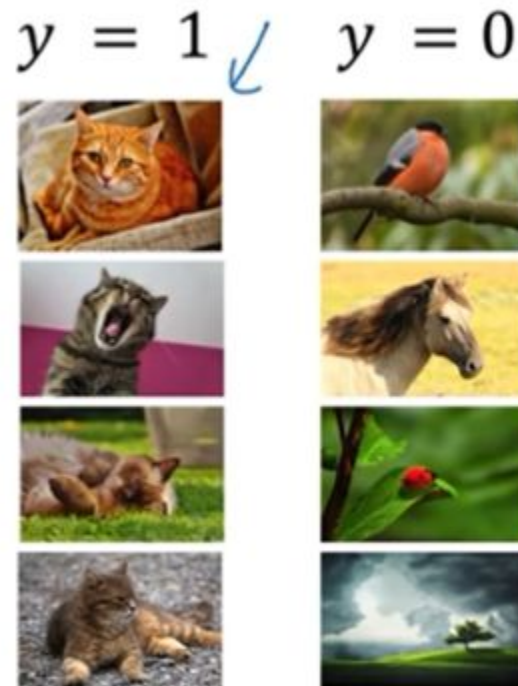 y = 1 y = 0